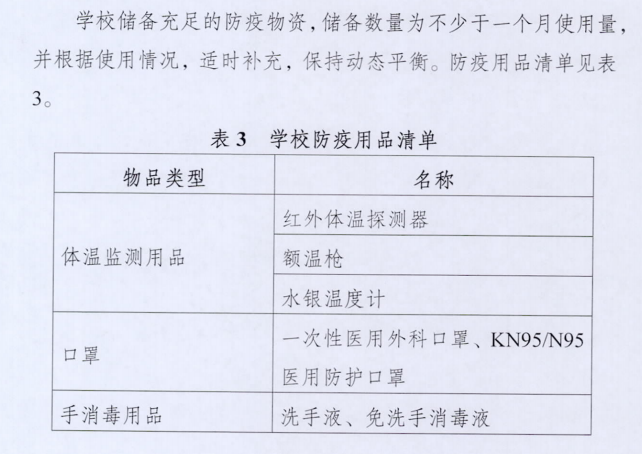 学校储备充足的防疫物资,储备数量为不少于一个月使用量,
并根据使用情况，适时补充，保持动态平衡。防疫用品清单见表
3。
表 3 学校防疫用品清单
物品类型 名称
体温监测用品
红外体温探测器
额温枪
水银温度计
口罩
一次性医用外科口罩、KN95/N95
医用防护口罩
手消毒用品 洗手液、免洗手消毒液